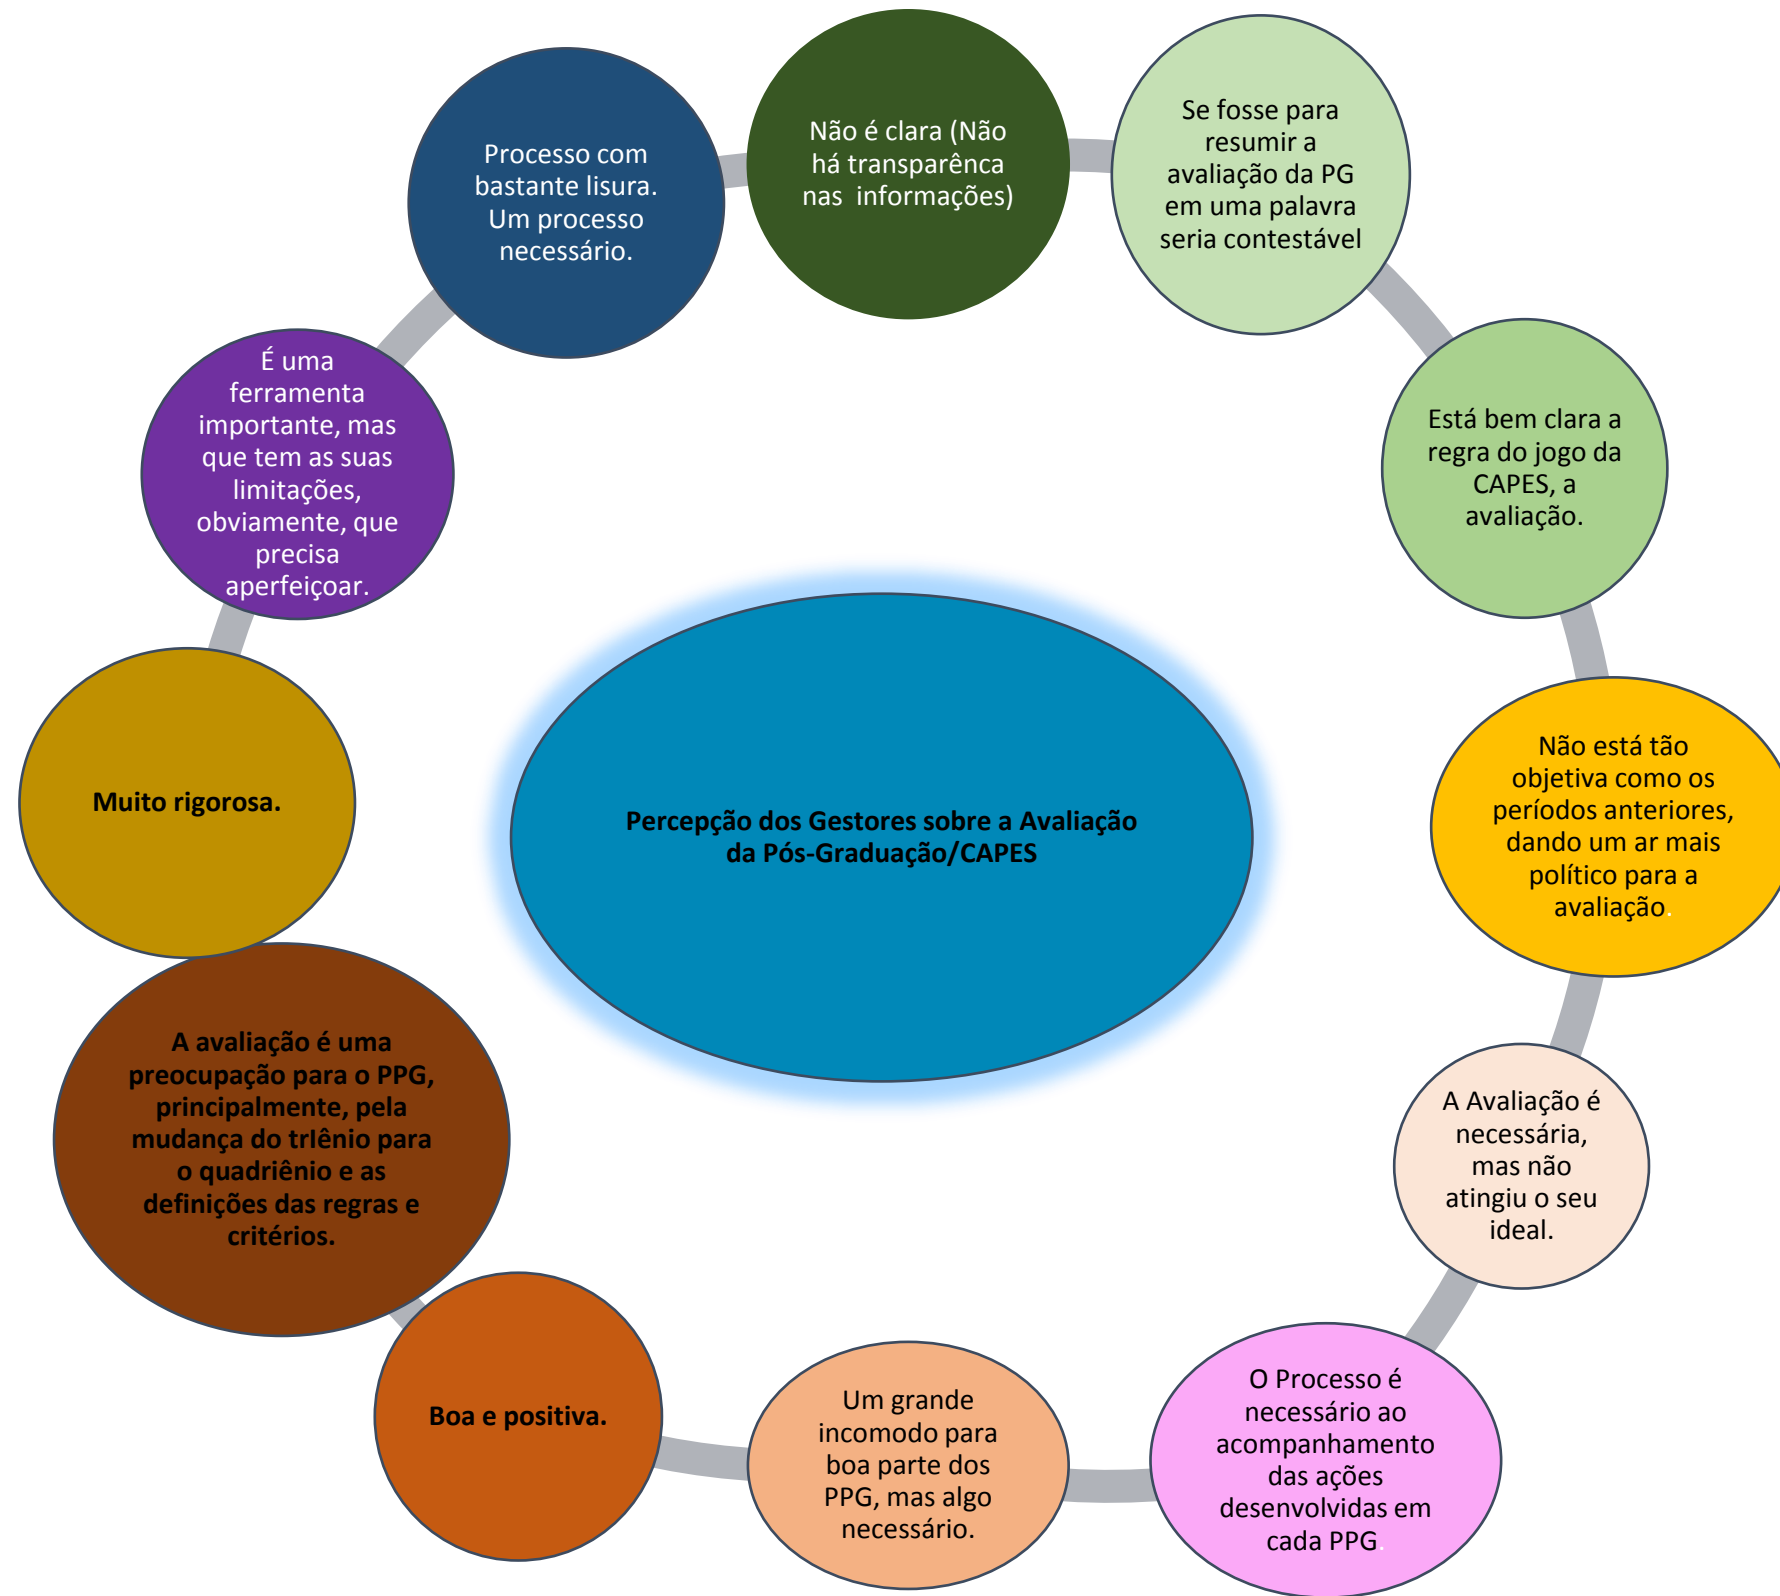 Não é clara (Não
há transparênca
nas informações)
Se fosse para
resumir a
avaliação da PG
em uma palavra
seria contestável
Está bem clara a
regra do jogo da
CAPES, a
avaliação.
Não está tão
objetiva como os
períodos anteriores,
dando um ar mais
político para a
avaliação.
A Avaliação é
necessária,
mas não
atingiu o seu
ideal.
O Processo é
necessário ao
acompanhamento
das ações
desenvolvidas em
cada PPG.
Um grande
incomodo para
boa parte dos
PPG, mas algo
necessário.
Boa e positiva.
A avaliação é uma
preocupação para o PPG,
principalmente, pela
mudança do trIênio para
o quadriênio e as
definições das regras e
critérios.
Muito rigorosa.
É uma
ferramenta
importante, mas
que tem as suas
limitações,
obviamente, que
precisa
aperfeiçoar.
Processo com
bastante lisura.
Um processo
necessário.
Percepção dos Gestores sobre a Avaliação
da Pós-Graduação/CAPES